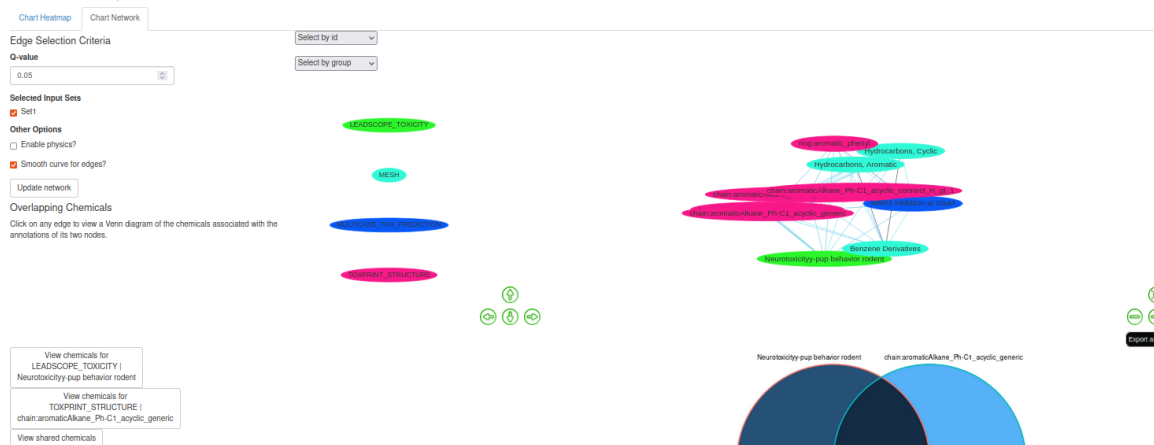 Chart Heatmap
Chart Network
Edge Selection Criteria
Select by id
Q-value
Select by group
0.05
Selected Input Sets
Set1
Other Options
Enable physics?
Smooth curve for edges?
Update network
Overlapping Chemicals
Click on any edge to view a Venn diagram of the chemicals associated with the
annotations of its two nodes.
LEADSCOPE_TOXICITY
MESH
TOXPRINT_STRUCTURE
ring:aromatic_phenyl
Hydrocarbons, Cyclic
Hydrocarbons, Aromatic
chain:aromaticAlkane_Ph-C1_acyclic_connect_H_gt_1
chain:aromaticAlkane_Ph-C1_acyclic_generic
Benzene Derivatives
Neurotoxicityy-pup behavior rodent
Export a
View chemicals for
LEADSCOPE_TOXICITY |
Neurotoxicityy-pup behavior rodent
View chemicals for
TOXPRINT_STRUCTURE |
chain:aromaticAlkane_Ph-C1_acyclic_generic
View shared chemicals
Neurotoxicityy-pup behavior rodent
chain:aromaticAlkane_Ph-C1_acyclic_generic